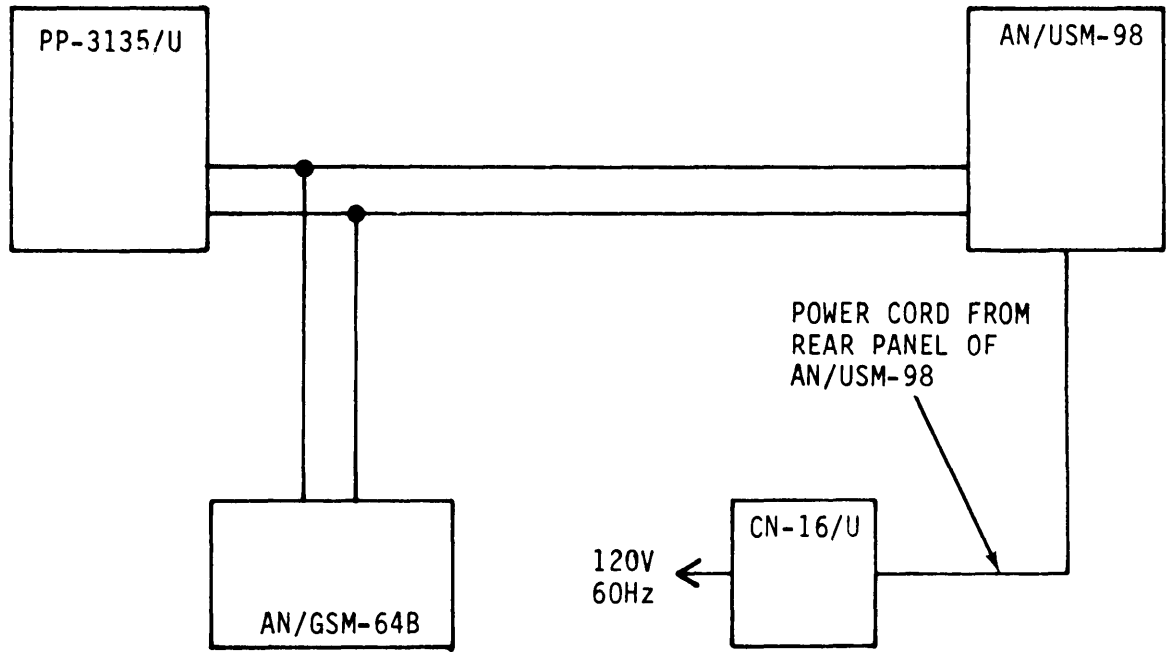 PP-3135/U
AN/USM-98
POWER CORD FROM
REAR PANEL OF
AN/USM-98
CN-16/U
120V
60Hz
AN/GSM-64B